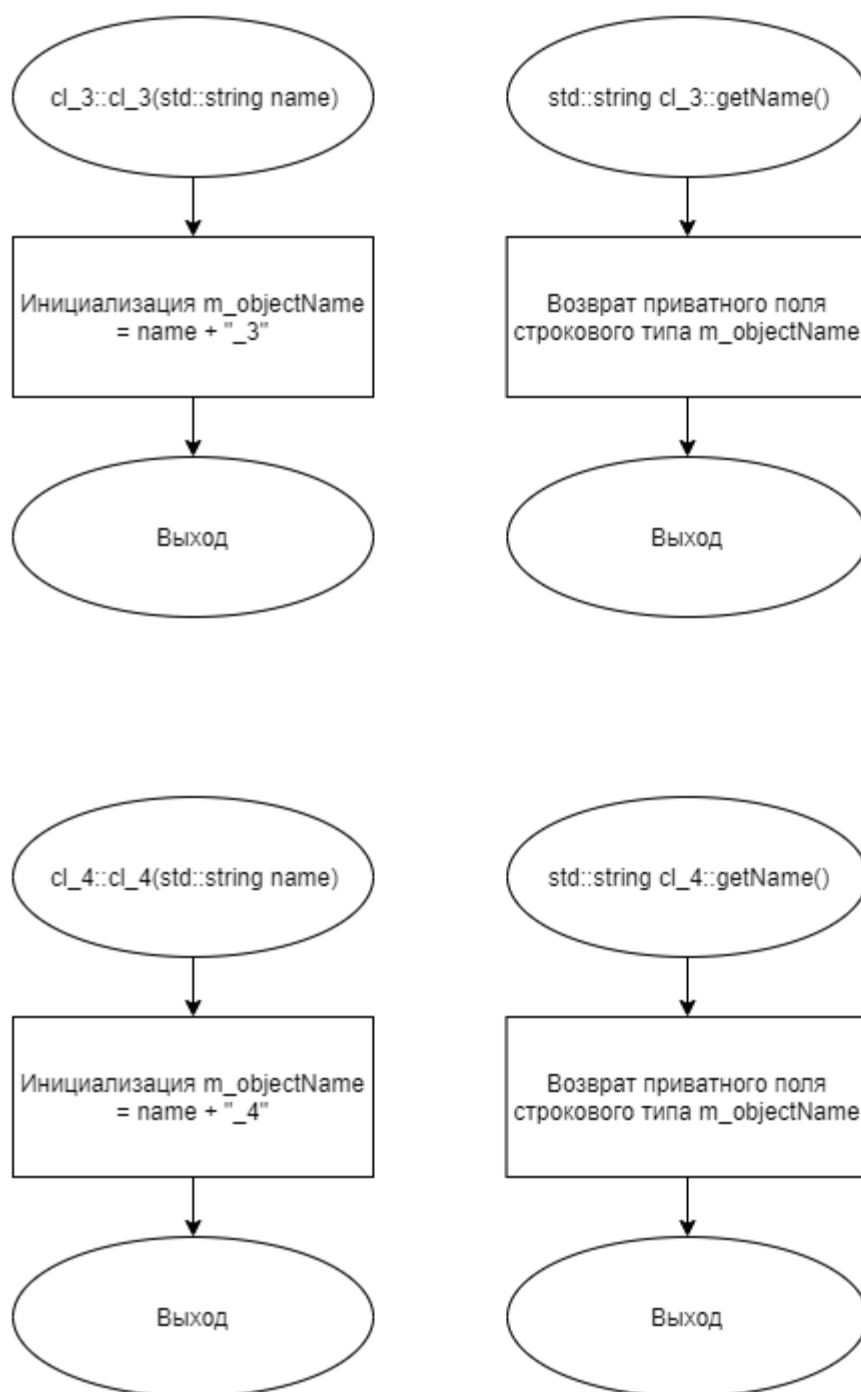 cl_3::cl_3(std::string name)
std::string cl_3::getName()
Инициализация m_objectName
= name + "_3"
Возврат приватного поля
строкового типа m_objectName
Выход
Выход
cl_4::cl_4(std::string name)
std::string cl_4::getName()
Инициализация m_objectName
= name + "_4"
Возврат приватного поля
строкового типа m_objectName
Выход
Выход